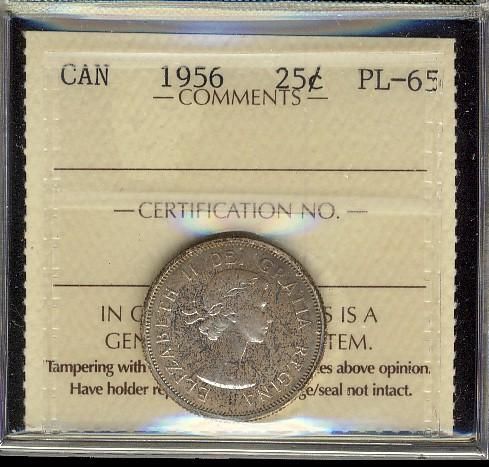 CAN 1956 25¢ PL-65
COMMENTS
CERTIFICATION NO.
IN G S IS A
GEN TEM.
Tampering with es above opinion.
Have holder re ge/seal not intact.
ELIZABETH II DEI GRATIA REGINA